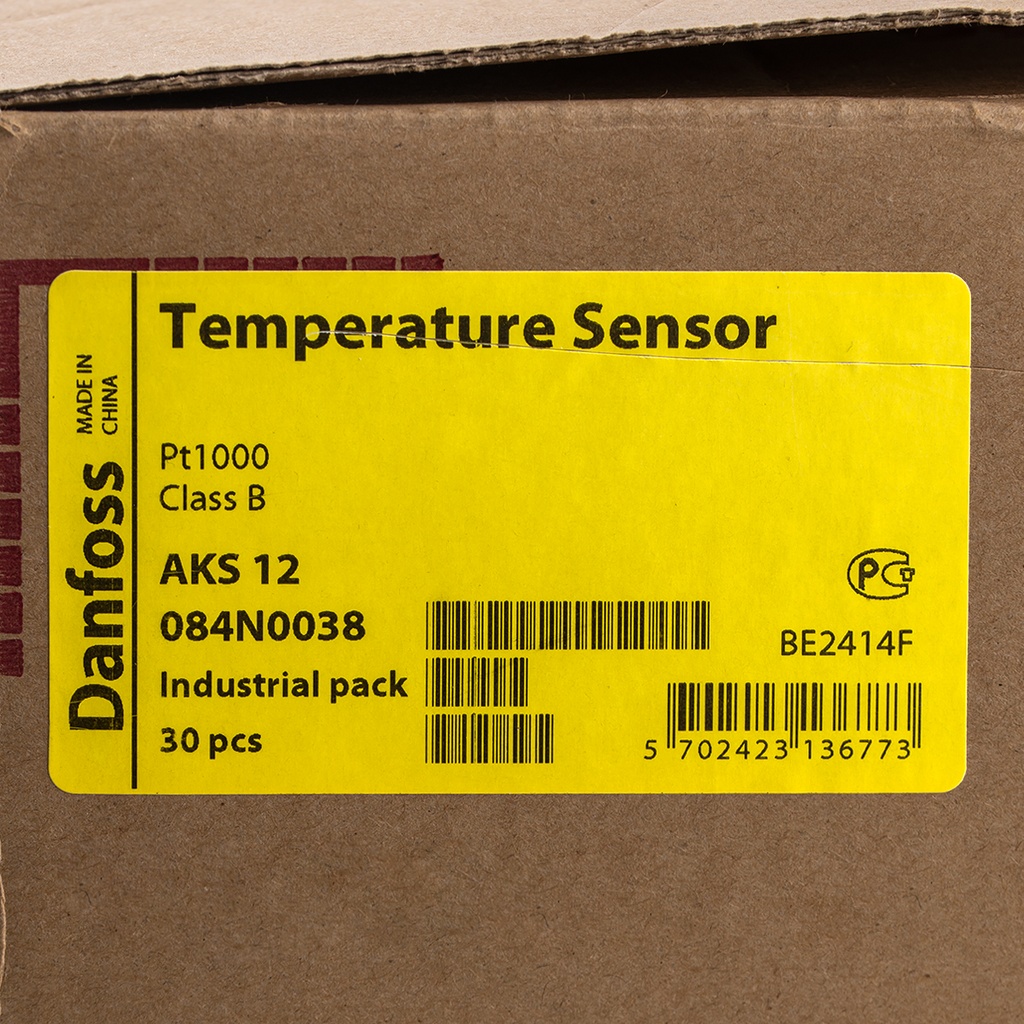 Danfoss
MADE IN
CHINA
Temperature Sensor
Pt1000
Class B
AKS 12
084N0038
Industrial pack
30 pcs
BE2414F
5 702423 136773